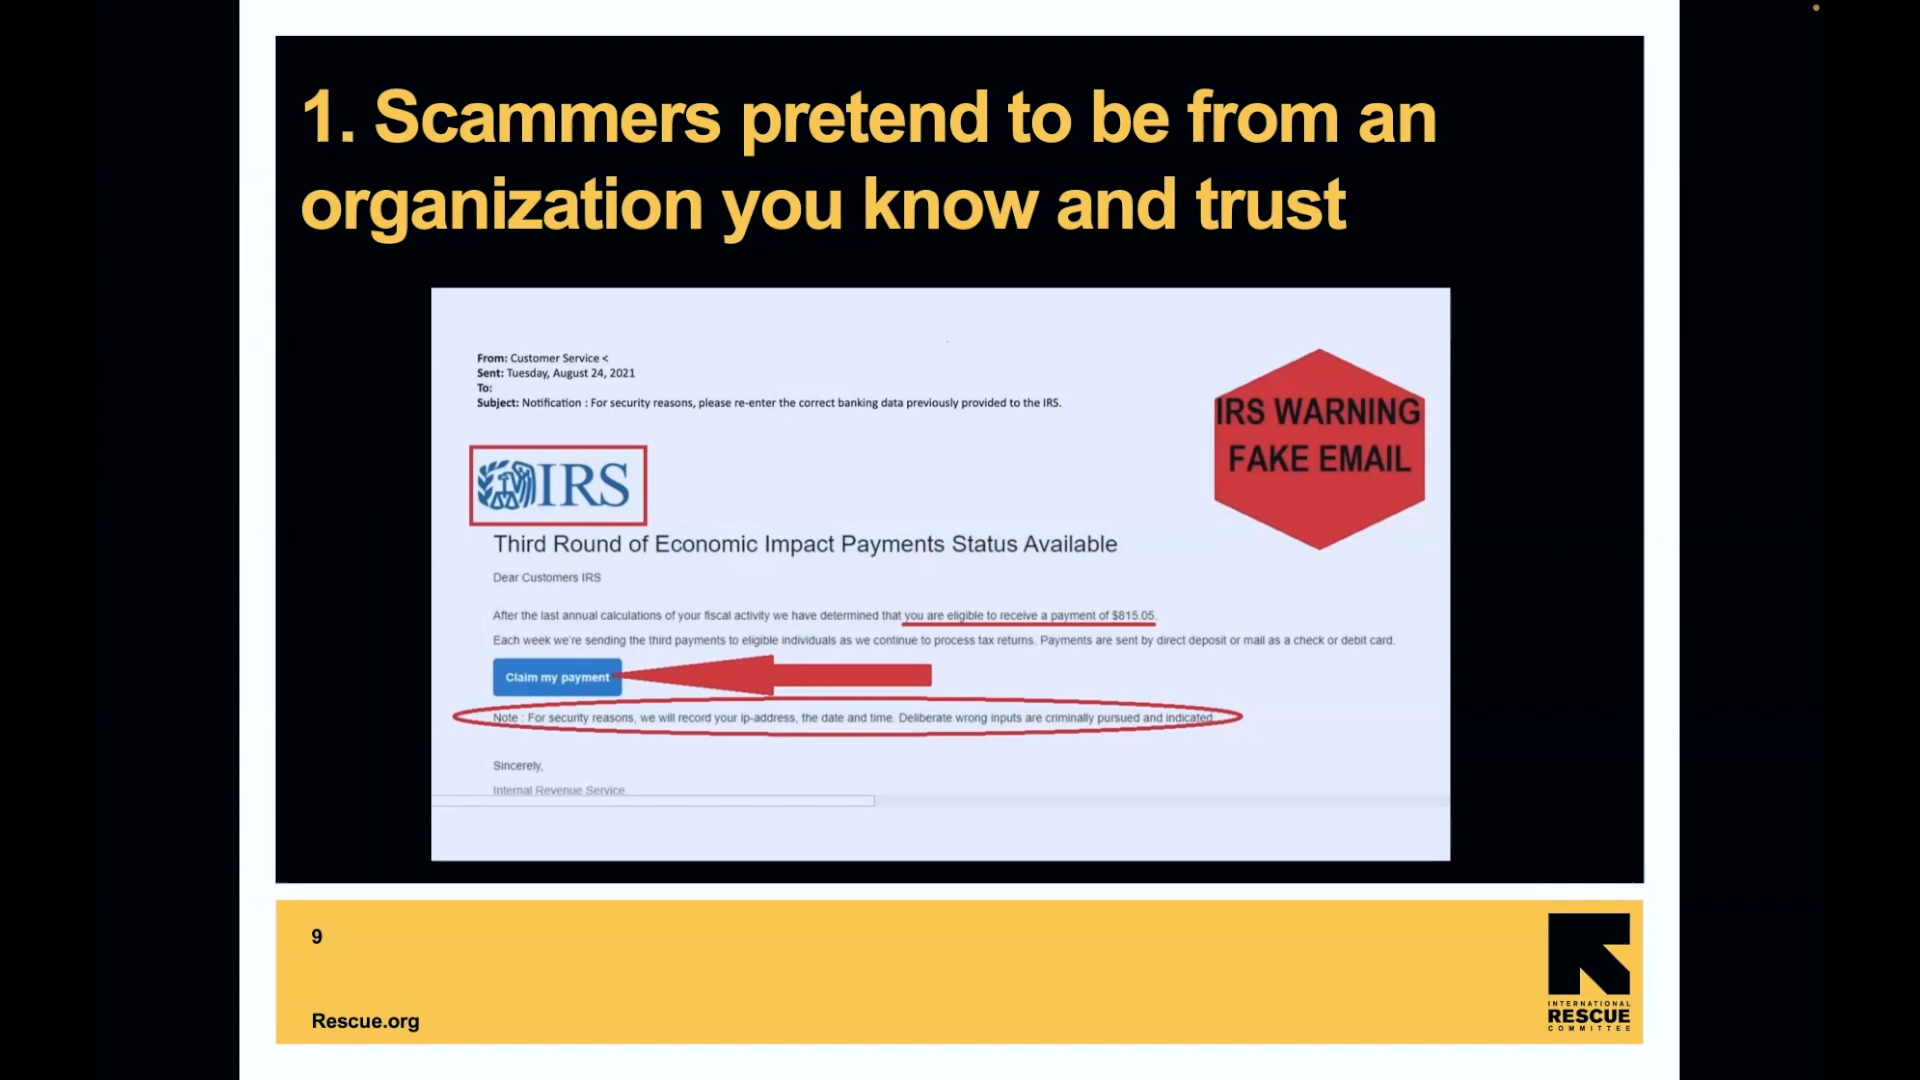 1. Scammers pretend to be from an
organization you know and trust
From: Customer Service <
Sent: Tuesday, August 24, 2021
To:
Subject: Notification : For security reasons, please re-enter the correct banking data previously provided to the IRS.
IRS WARNING
FAKE EMAIL
IRS
Third Round of Economic Impact Payments Status Available
Dear Customers IRS
After the last annual calculations of your fiscal activity we have determined that you are eligible to receive a payment of $815.05.
Each week we're sending the third payments to eligible individuals as we continue to process tax returns. Payments are sent by direct deposit or mail as a check or debit card.
Claim my payment
Note : For security reasons, we will record your ip-address, the date and time. Deliberate wrong inputs are criminally pursued and indicated.
Sincerely,
Internal Revenue Service.
9
Rescue.org
INTERNATIONAL
RESCUE
COMMITTEE